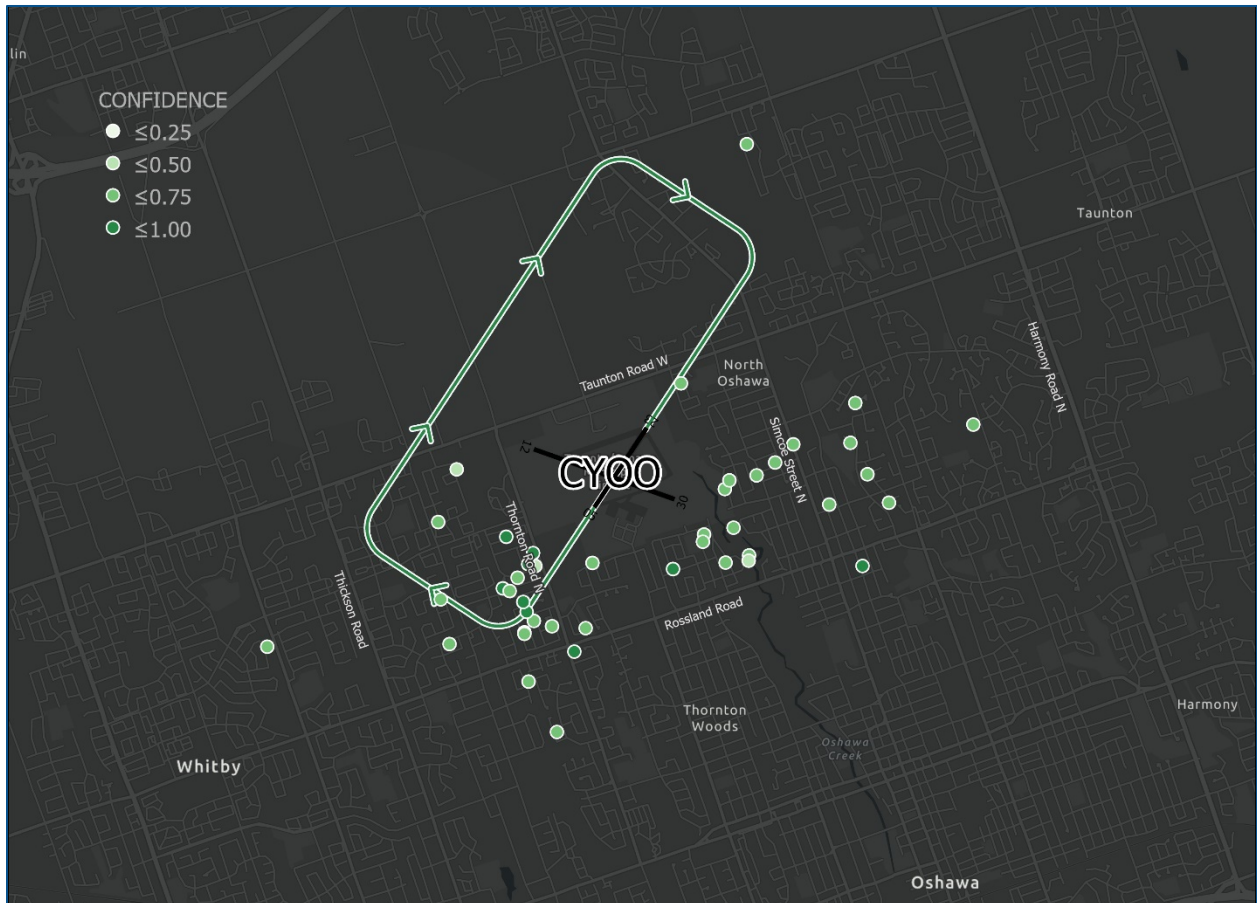 lin
CONFIDENCE
≤0.25
≤0.50
≤0.75
≤1.00
Taunton
Harmony Road N
Taunton Road W
North
Oshawa
Simcoe Street N
12
CYOO
30
Thornton Road N
Thickson Road
Rossland Road
Thornton
Woods
Harmony
Oshawa
Creek
Whitby
Oshawa